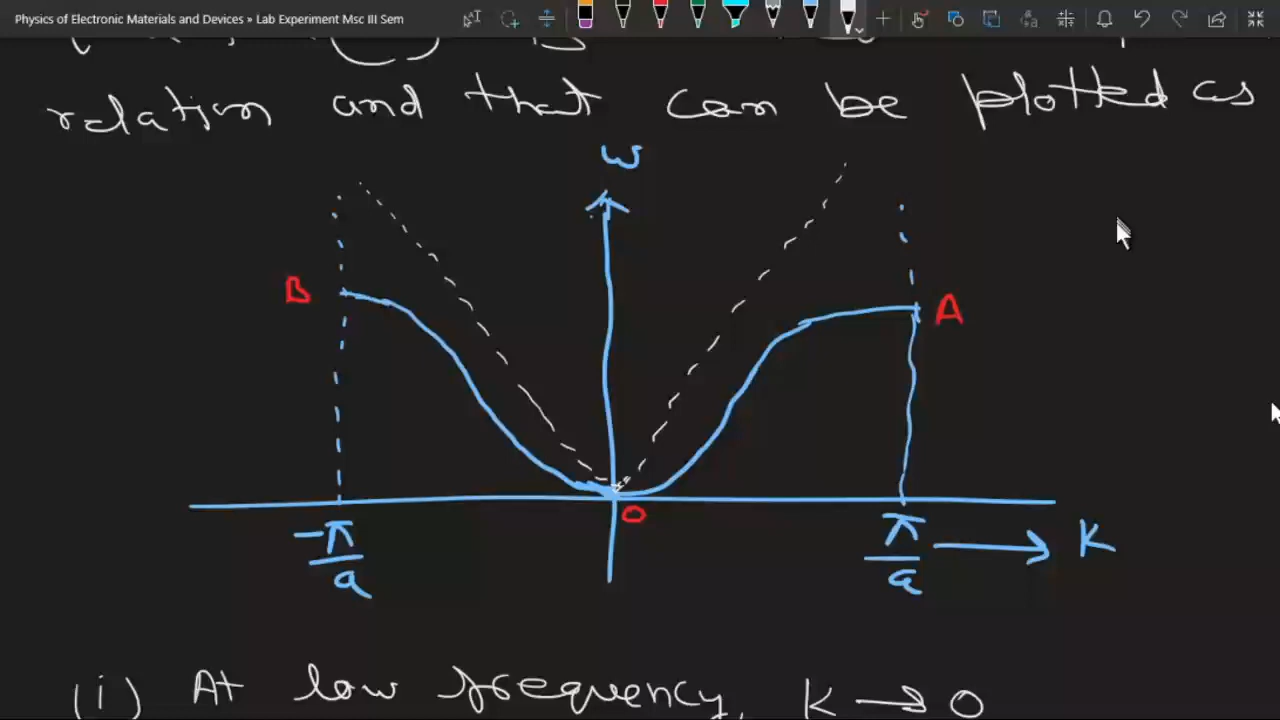 Physics of Electronic Materials and Devices » Lab Experiment Msc III Sem
relation and that can be plotted as
ω
B
A
O
-π/a
π/a
K
(i) At low frequency, K → 0